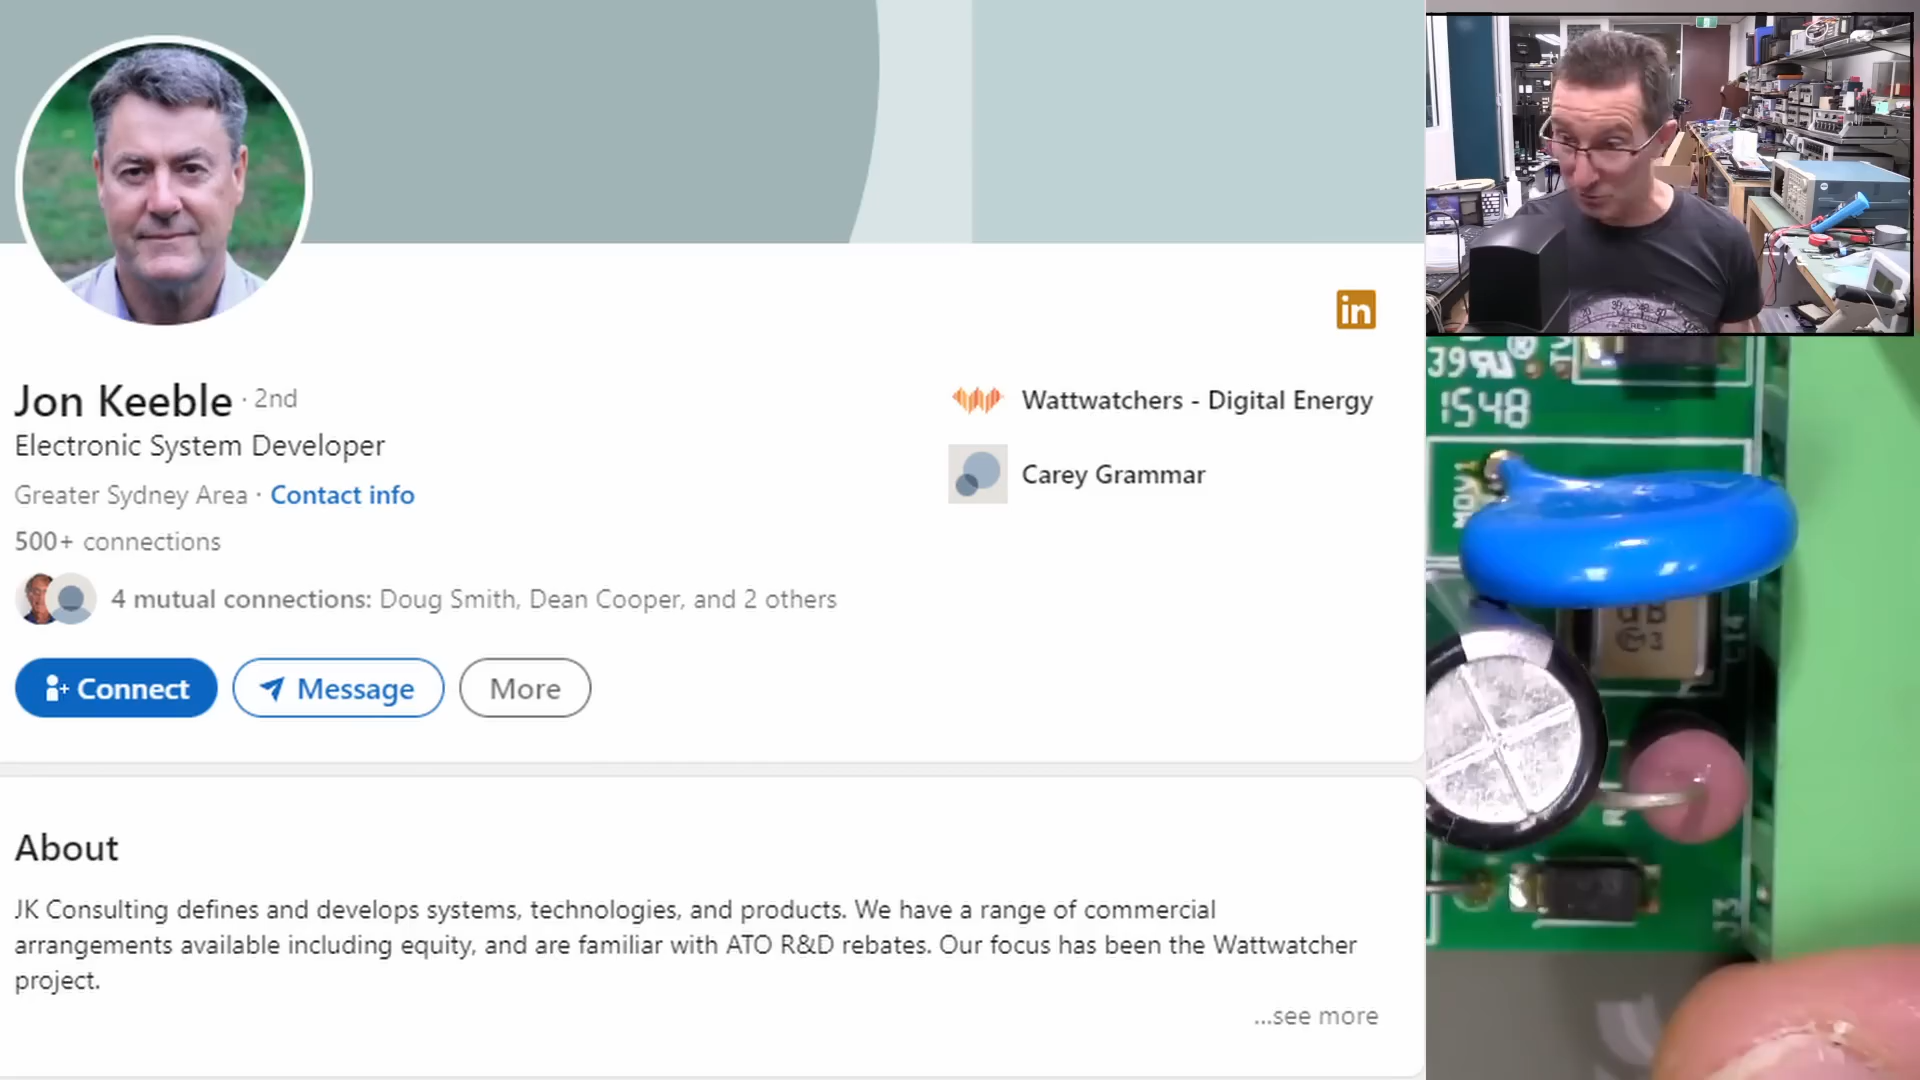 Jon Keeble · 2nd
Electronic System Developer
Greater Sydney Area · Contact info
500+ connections
4 mutual connections: Doug Smith, Dean Cooper, and 2 others
Connect
Message
More
in
Wattwatchers - Digital Energy
Carey Grammar
About
JK Consulting defines and develops systems, technologies, and products. We have a range of commercial
arrangements available including equity, and are familiar with ATO R&D rebates. Our focus has been the Wattwatcher
project.
...see more
39
1548
MOV1
J3